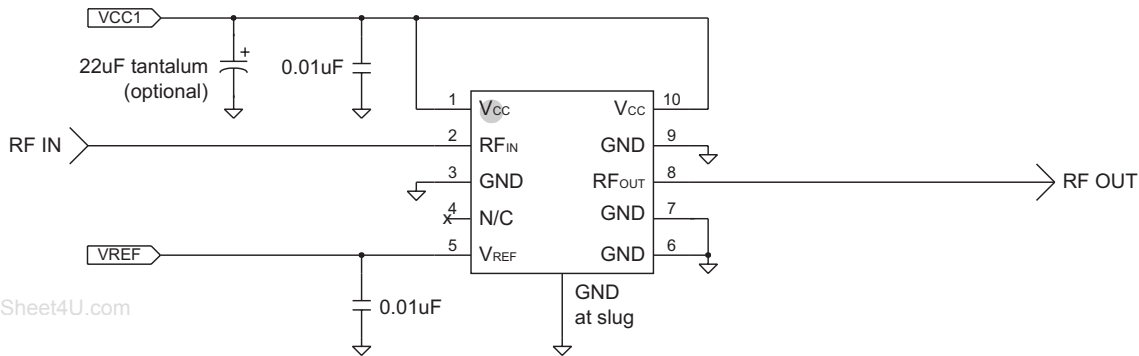 VCC1
22uF tantalum
(optional)
+
0.01uF
1
VCC
VCC
10
RF IN
2
RFIN
GND
9
3
GND
RFOUT
8
RF OUT
4
x
N/C
GND
7
VREF
5
VREF
GND
6
0.01uF
GND
at slug
Sheet4U.com